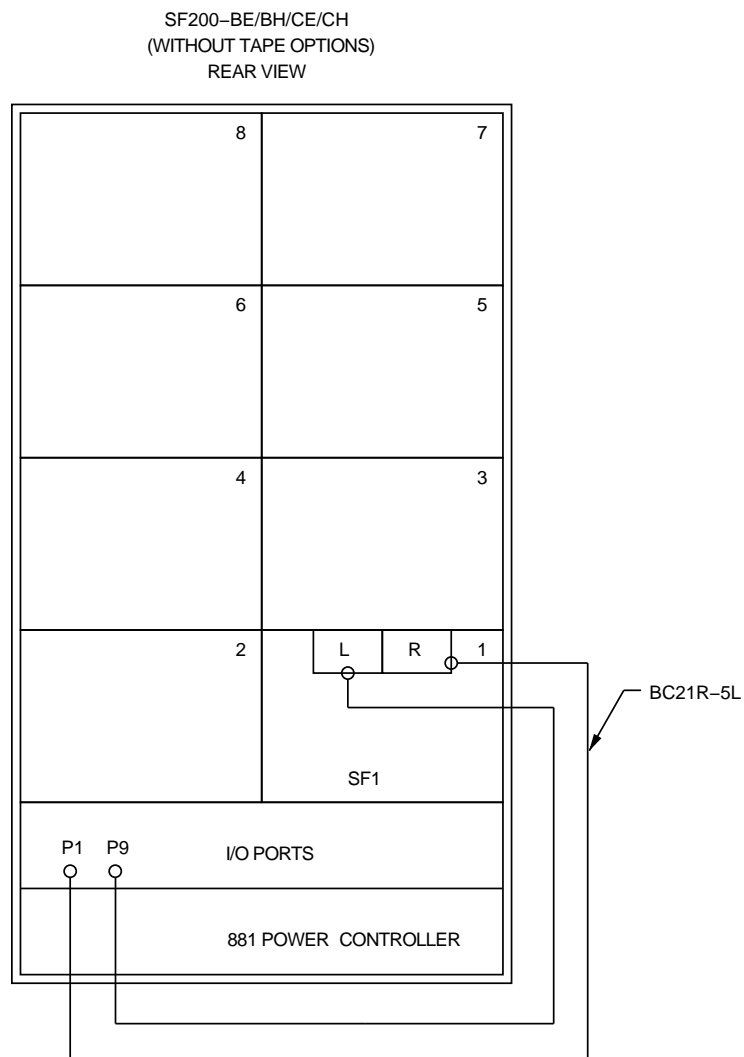 SF200–BE/BH/CE/CH
(WITHOUT TAPE OPTIONS)
REAR VIEW
8
7
6
5
4
3
2
L
R
1
BC21R–5L
SF1
P1
P9
I/O PORTS
881 POWER CONTROLLER